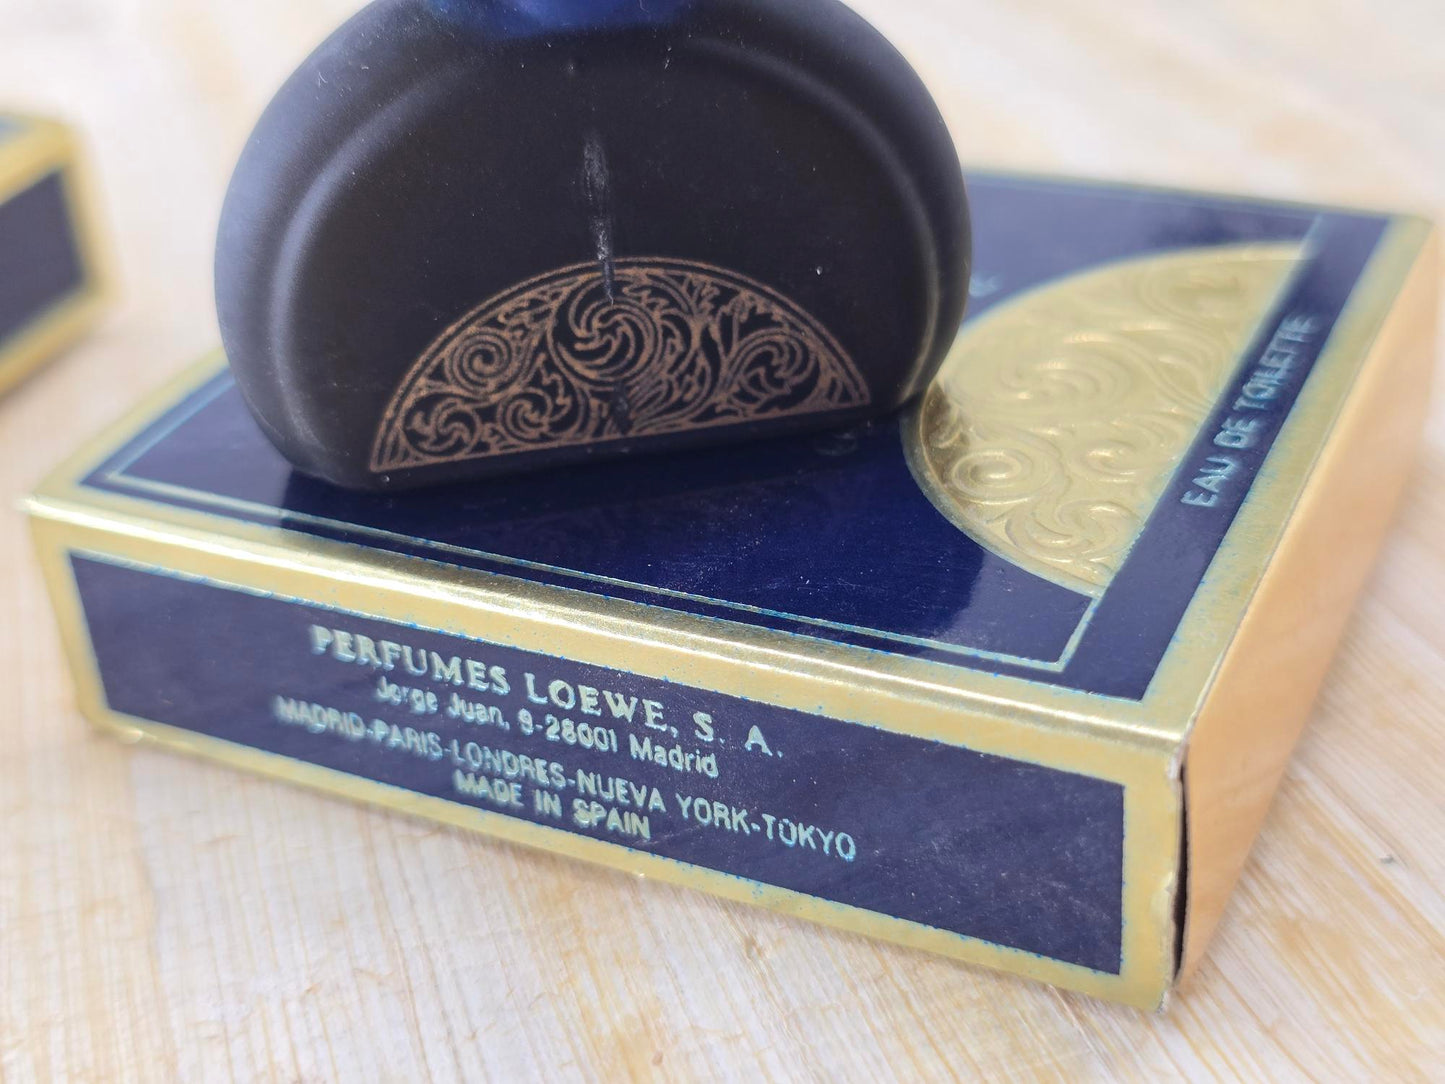 EAU DE TOILETTE
PERFUMES LOEWE, S. A.
Jorge Juan, 9-28001 Madrid
MADRID-PARIS-LONDRES-NUEVA YORK-TOKYO
MADE IN SPAIN